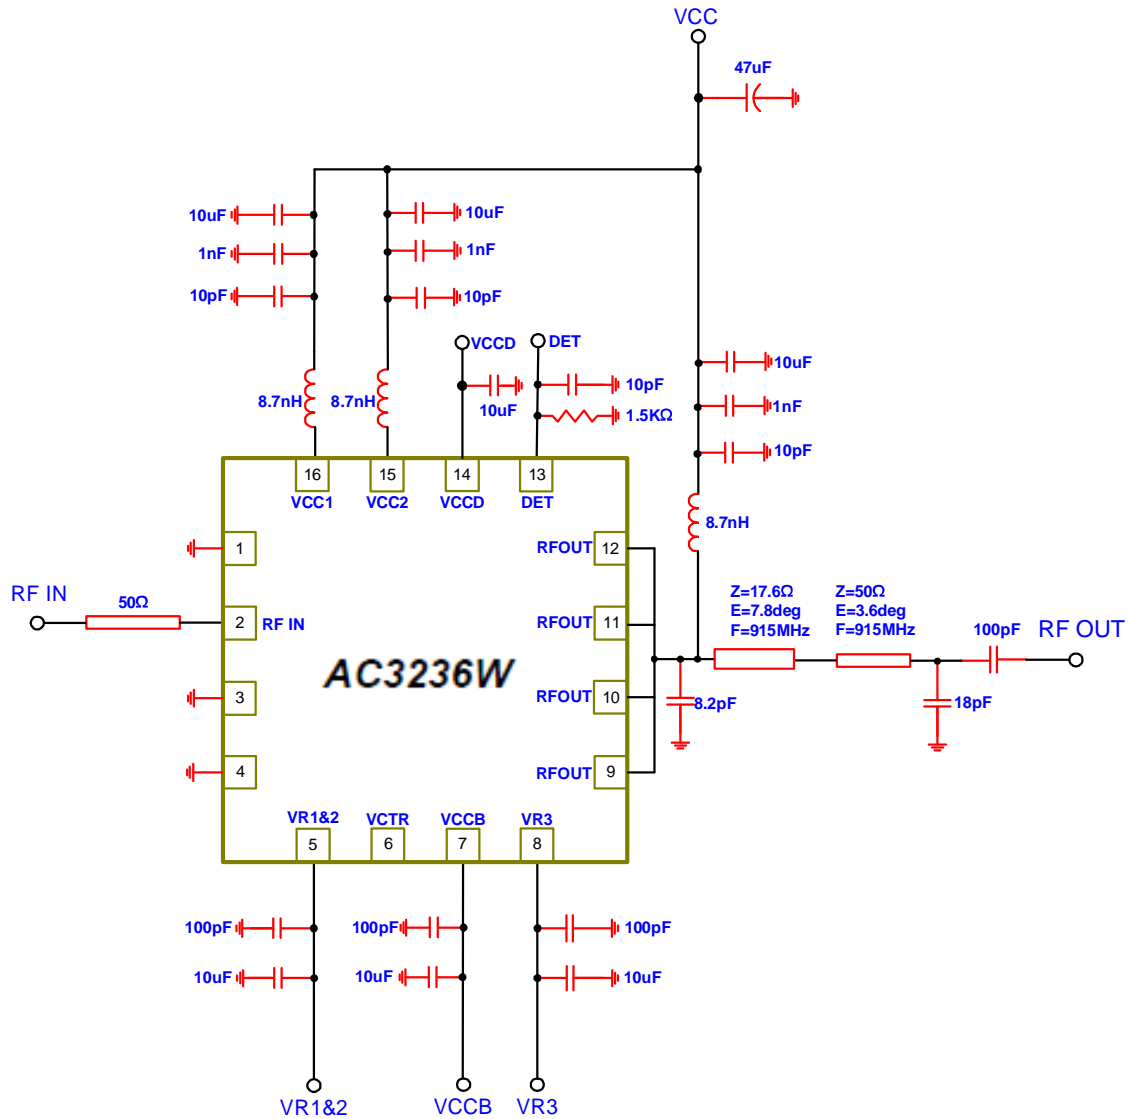 VCC
47uF
10uF
10uF
1nF
1nF
10pF
10pF
VCCD
DET
10uF
10pF
8.7nH
8.7nH
10uF
1.5KΩ
1nF
10pF
16
15
14
13
VCC1
VCC2
VCCD
DET
8.7nH
1
RFOUT
12
RF IN
50Ω
2
RF IN
RFOUT
11
Z=17.6Ω
E=7.8deg
F=915MHz
Z=50Ω
E=3.6deg
F=915MHz
100pF
RF OUT
AC3236W
3
RFOUT
10
8.2pF
18pF
4
RFOUT
9
VR1&2
VCTR
VCCB
VR3
5
6
7
8
100pF
100pF
100pF
10uF
10uF
10uF
VR1&2
VCCB
VR3